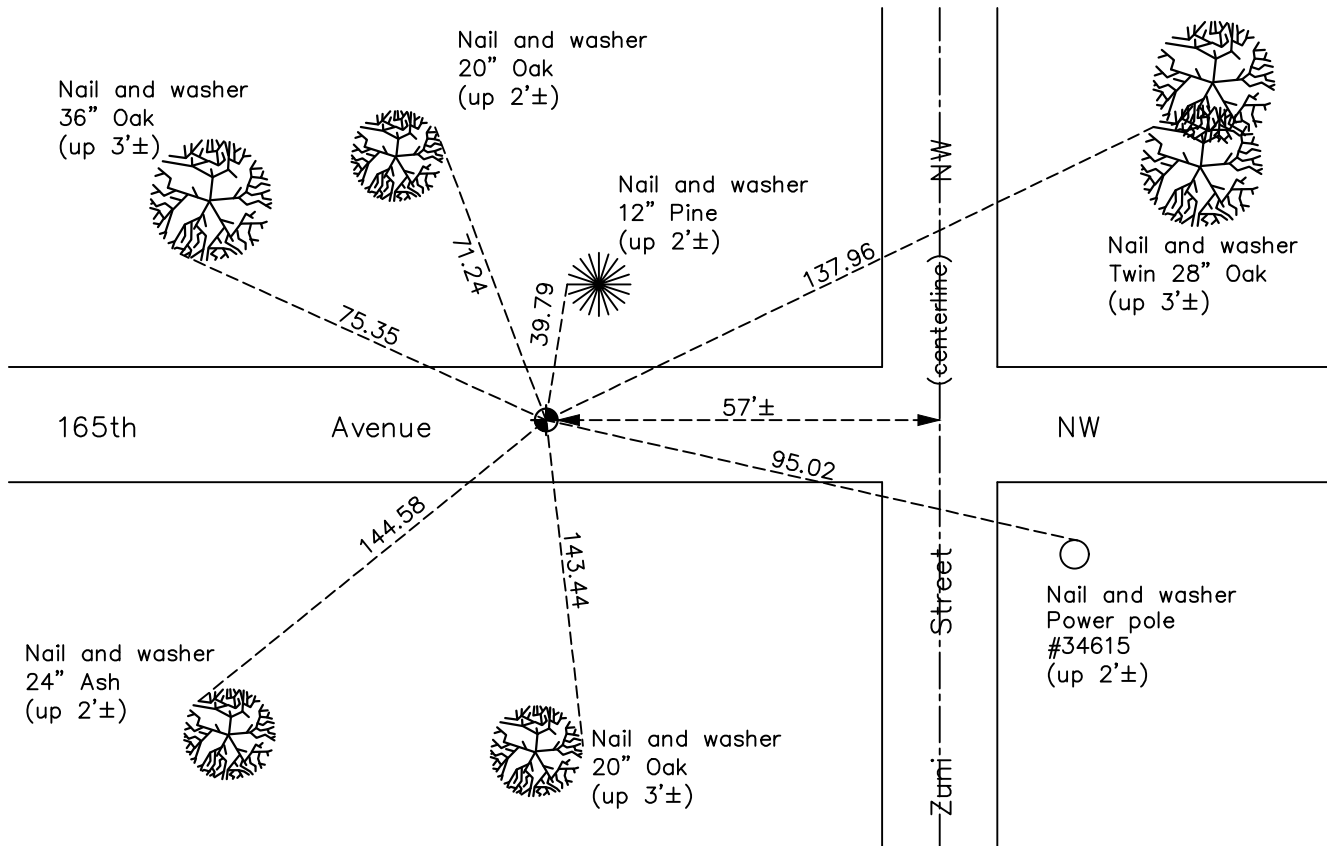 Nail and washer
20" Oak
(up 2'±)
Nail and washer
36" Oak
(up 3'±)
Nail and washer
12" Pine
(up 2'±)
Nail and washer
Twin 28" Oak
(up 3'±)
NW
(centerline)
71.24
39.79
137.96
75.35
57'±
165th Avenue NW
95.02
144.58
143.44
Zuni Street
Nail and washer
Power pole
#34615
(up 2'±)
Nail and washer
24" Ash
(up 2'±)
Nail and washer
20" Oak
(up 3'±)